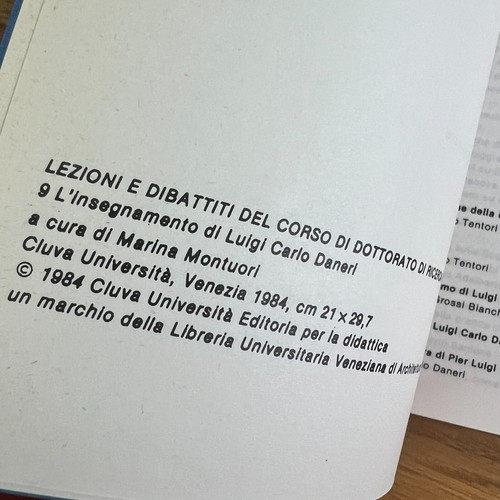 LEZIONI E DIBATTITI DEL CORSO DI DOTTORATO DI
9 L'insegnamento di Luigi Carlo Daneri
a cura di Marina Montuori
Cluva Università, Venezia 1984, cm 21×29,7
© 1984 Cluva Università Editoria per la didattica
un marchio della Libreria Universitaria Veneziana di
della
Tentori
Tentori
di Luigi
Luigi Carlo
di Pier Luigi
Daneri